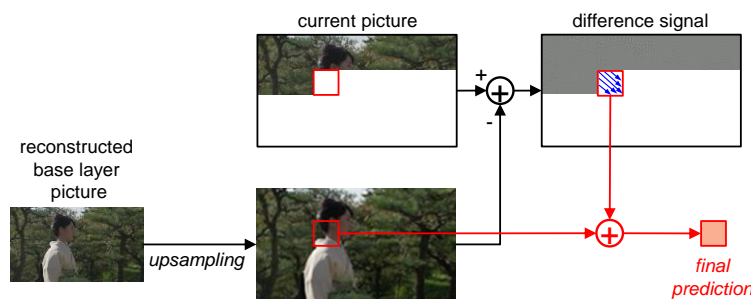 current picture
difference signal
+
-
reconstructed
base layer
picture
upsampling
final
prediction